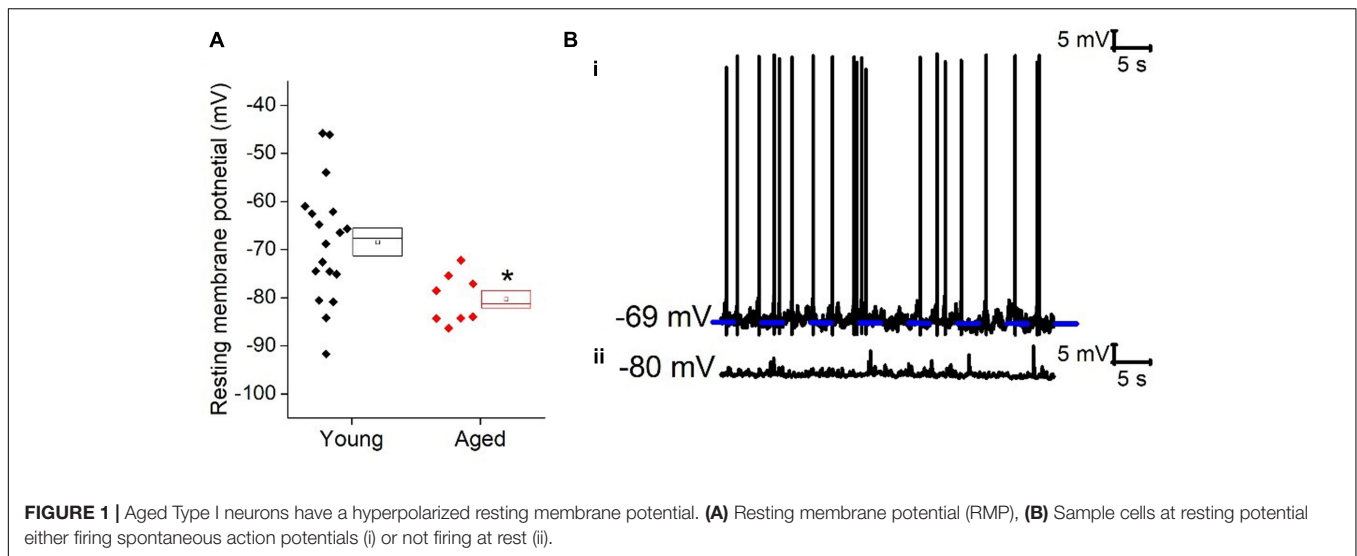 A
Resting membrane potnetial (mV)
-40
-50
-60
-70
-80
-90
-100
*
Young
Aged
B
i
5 mV
5 s
-69 mV
ii
-80 mV
5 mV
5 s
FIGURE 1 | Aged Type I neurons have a hyperpolarized resting membrane potential. (A) Resting membrane potential (RMP), (B) Sample cells at resting potential
either firing spontaneous action potentials (i) or not firing at rest (ii).